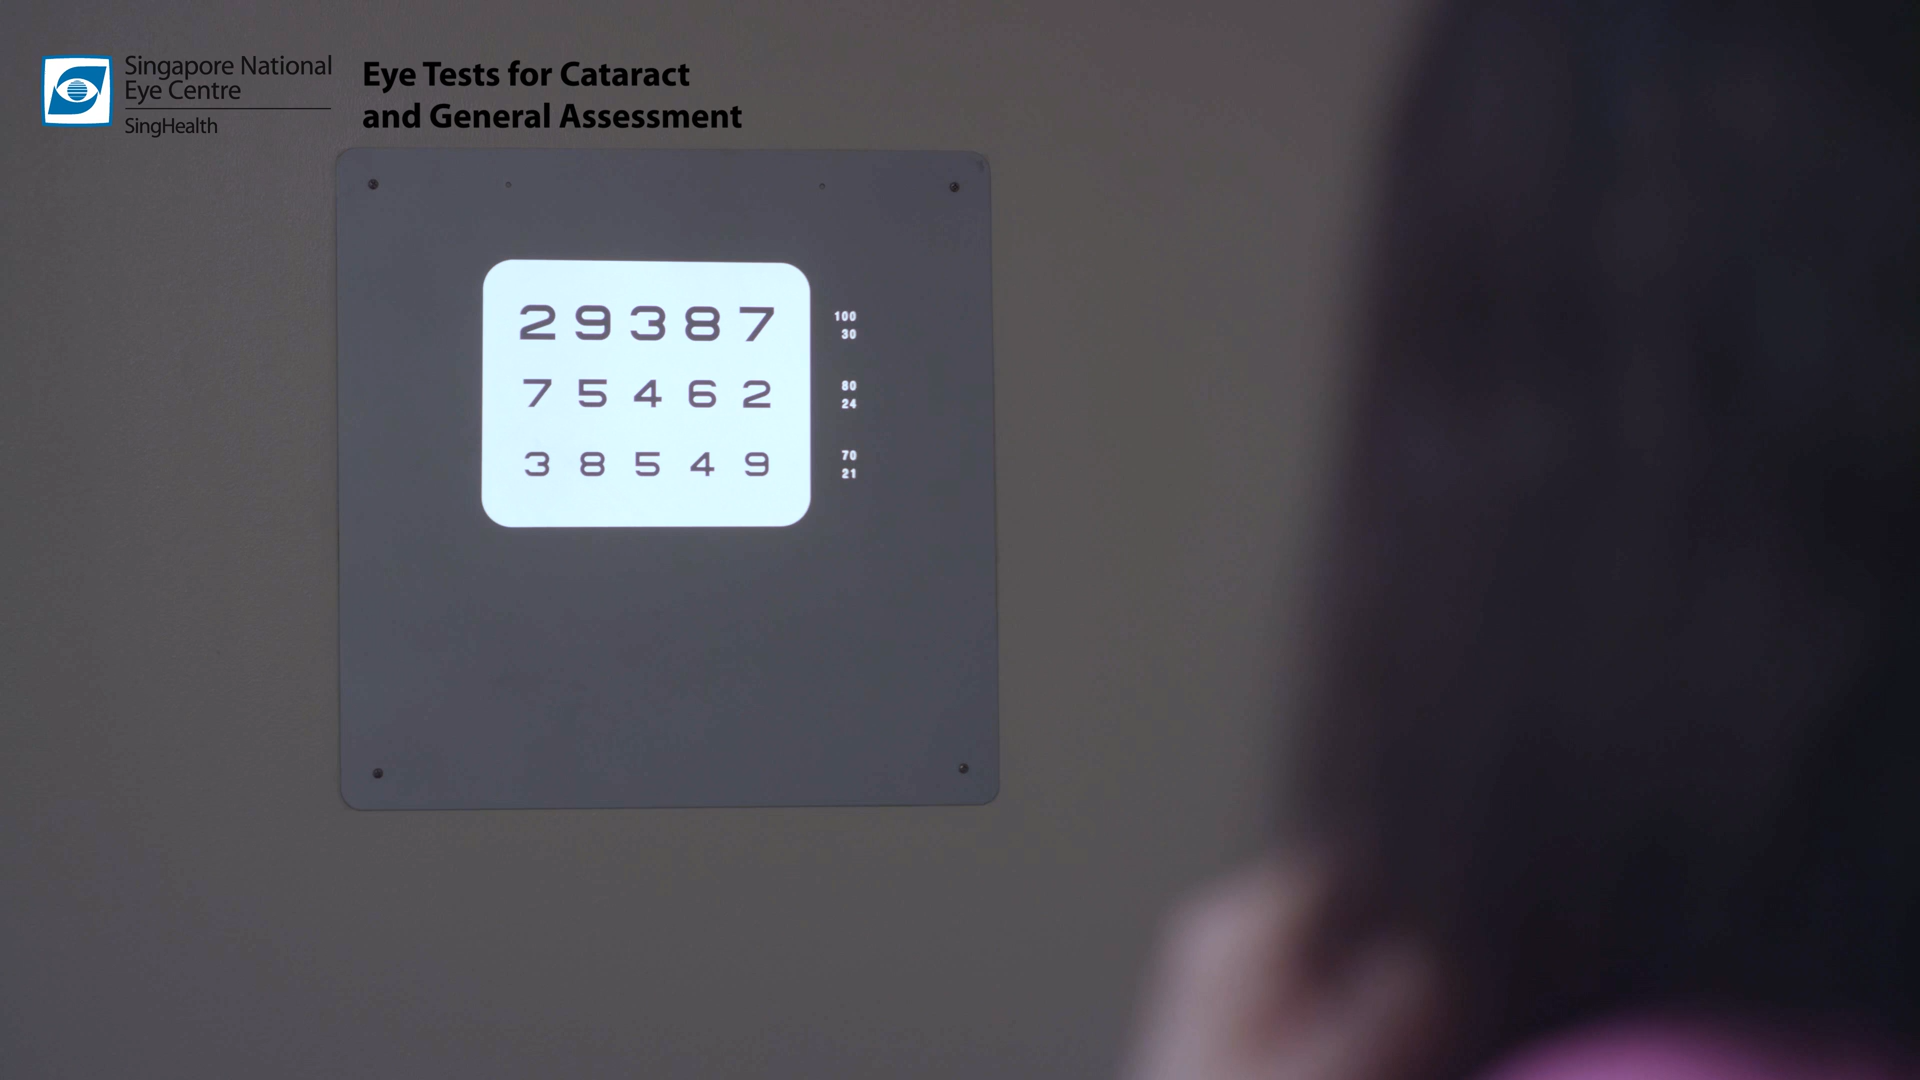 Singapore National
Eye Centre
SingHealth
Eye Tests for Cataract
and General Assessment
2 9 3 8 7
100
30
7 5 4 6 2
80
24
3 8 5 4 9
70
21